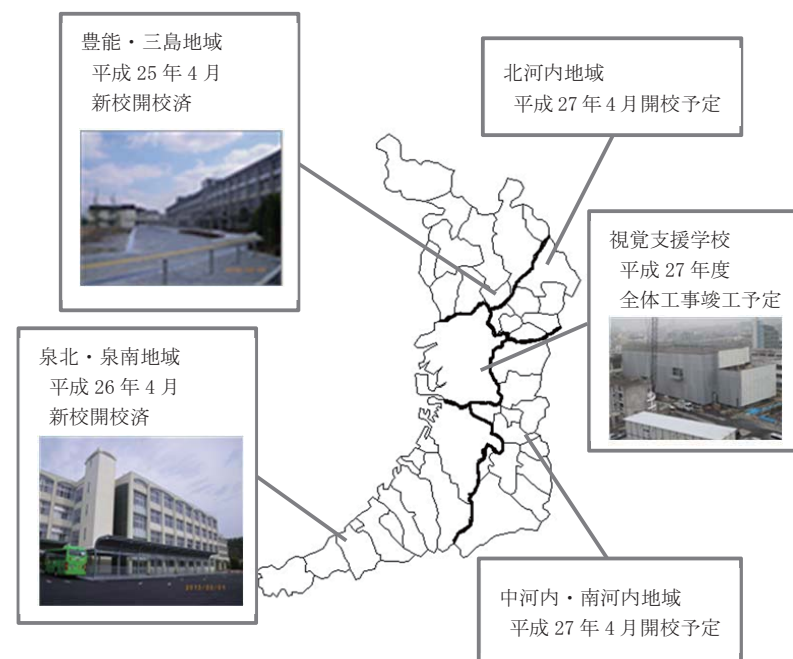 豊能・三島地域
平成 25 年 4 月
新校開校済
北河内地域
平成 27 年 4 月開校予定
視覚支援学校
平成 27 年度
全体工事竣工予定
泉北・泉南地域
平成 26 年 4 月
新校開校済
中河内・南河内地域
平成 27 年 4 月開校予定